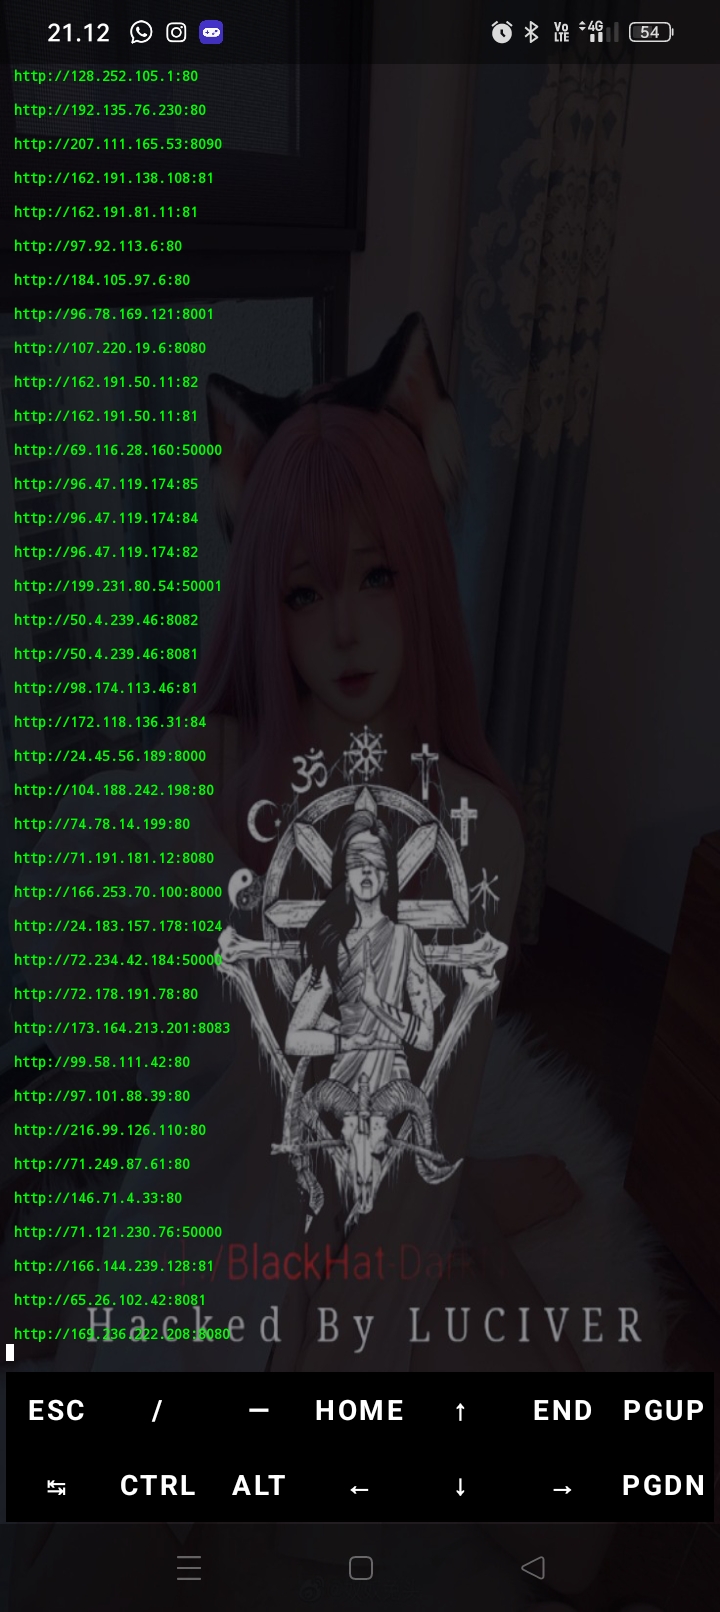 21.12
Vo LTE 4G 54
http://128.252.105.1:80
http://192.135.76.230:80
http://207.111.165.53:8090
http://162.191.138.108:81
http://162.191.81.11:81
http://97.92.113.6:80
http://184.105.97.6:80
http://96.78.169.121:8001
http://107.220.19.6:8080
http://162.191.50.11:82
http://162.191.50.11:81
http://69.116.28.160:50000
http://96.47.119.174:85
http://96.47.119.174:84
http://96.47.119.174:82
http://199.231.80.54:50001
http://50.4.239.46:8082
http://50.4.239.46:8081
http://98.174.113.46:81
http://172.118.136.31:84
http://24.45.56.189:8000
http://104.188.242.198:80
http://74.78.14.199:80
http://71.191.181.12:8080
http://166.253.70.100:8000
http://24.183.157.178:1024
http://72.234.42.184:50000
http://72.178.191.78:80
http://173.164.213.201:8083
http://99.58.111.42:80
http://97.101.88.39:80
http://216.99.126.110:80
http://71.249.87.61:80
http://146.71.4.33:80
http://71.121.230.76:50000
http://166.144.239.128:81
./BlackHat-Dark
http://65.26.102.42:8081
http://169.236.222.208:8080
Hacked By LUCIVER
ESC / — HOME ↑ END PGUP
↹ CTRL ALT ← ↓ → PGDN